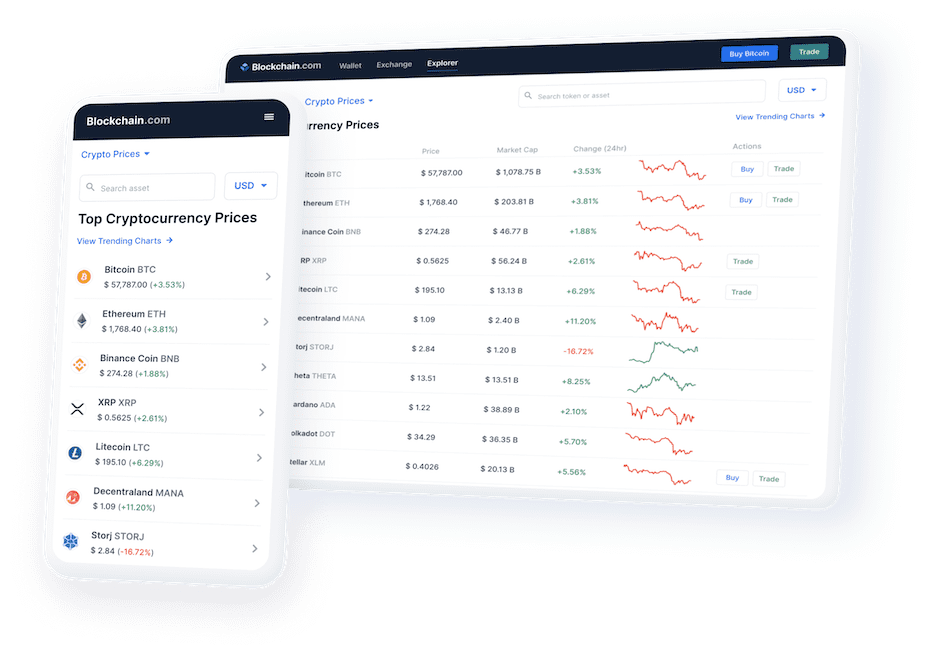 Blockchain.com
Crypto Prices
Search asset
USD
Top Cryptocurrency Prices
View Trending Charts →
Bitcoin BTC
$ 57,787.00 (+3.53%)
Ethereum ETH
$ 1,768.40 (+3.81%)
Binance Coin BNB
$ 274.28 (+1.88%)
XRP XRP
$ 0.5625 (+2.61%)
Litecoin LTC
$ 195.10 (+6.29%)
Decentraland MANA
$ 1.09 (+11.20%)
Storj STORJ
$ 2.84 (-16.72%)
Blockchain.com Wallet Exchange Explorer Buy Bitcoin Trade
Crypto Prices Search token or asset USD
rrency Prices View Trending Charts →
Price Market Cap Change (24hr) Actions
itcoin BTC $ 57,787.00 $ 1,078.75 B +3.53% Buy Trade
thereum ETH $ 1,768.40 $ 203.81 B +3.81% Buy Trade
inance Coin BNB $ 274.28 $ 46.77 B +1.88%
RP XRP $ 0.5625 $ 56.24 B +2.61% Trade
itecoin LTC $ 195.10 $ 13.13 B +6.29% Trade
ecentraland MANA $ 1.09 $ 2.40 B +11.20%
torj STORJ $ 2.84 $ 1.20 B -16.72%
heta THETA $ 13.51 $ 13.51 B +8.25%
ardano ADA $ 1.22 $ 38.89 B +2.10%
olkadot DOT $ 34.29 $ 36.35 B +5.70%
tellar XLM $ 0.4026 $ 20.13 B +5.56% Buy Trade